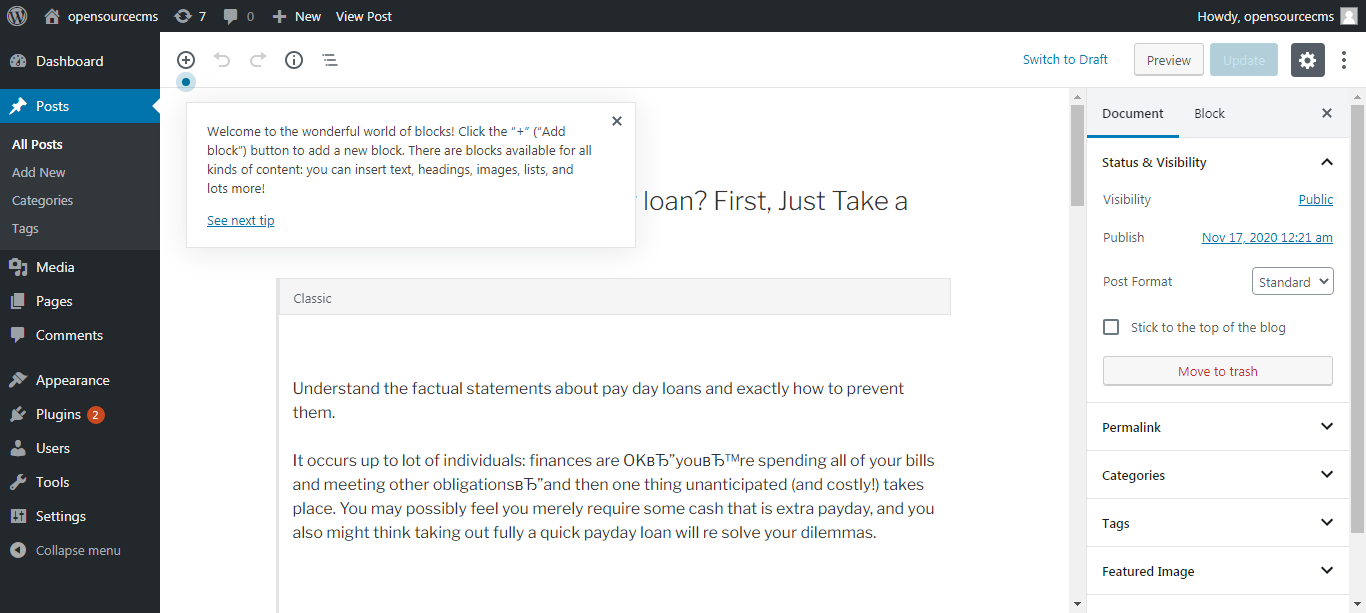 opensourcecms 7 0 New View Post Howdy, opensourcecms
Dashboard
Posts
All Posts
Add New
Categories
Tags
Media
Pages
Comments
Appearance
Plugins 2
Users
Tools
Settings
Collapse menu
Switch to Draft Preview Update
Welcome to the wonderful world of blocks! Click the “+” (“Add
block”) button to add a new block. There are blocks available for all
kinds of content: you can insert text, headings, images, lists, and
lots more!
See next tip
loan? First, Just Take a
Classic
Understand the factual statements about pay day loans and exactly how to prevent
them.
It occurs up to lot of individuals: finances are OKвЂ”youвЂ™re spending all of your bills
and meeting other obligationsвЂ”and then one thing unanticipated (and costly!) takes
place. You may possibly feel you merely require some cash that is extra payday, and you
also might think taking out fully a quick payday loan will re solve your dilemmas.
Document Block
Status & Visibility
Visibility Public
Publish Nov 17, 2020 12:21 am
Post Format Standard
Stick to the top of the blog
Move to trash
Permalink
Categories
Tags
Featured Image